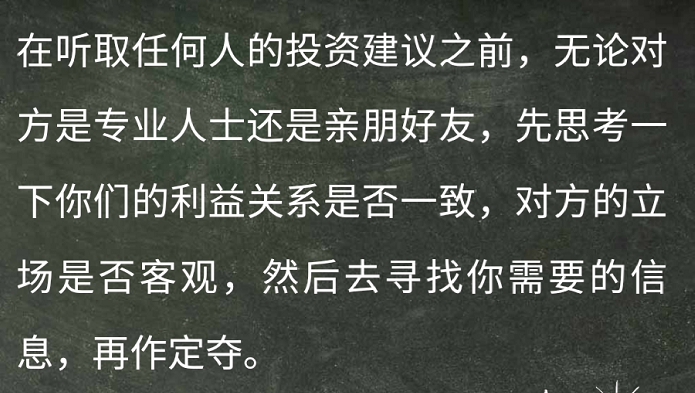 在听取任何人的投资建议之前，无论对
方是专业人士还是亲朋好友，先思考一
下你们的利益关系是否一致，对方的立
场是否客观，然后去寻找你需要的信
息，再作定夺。